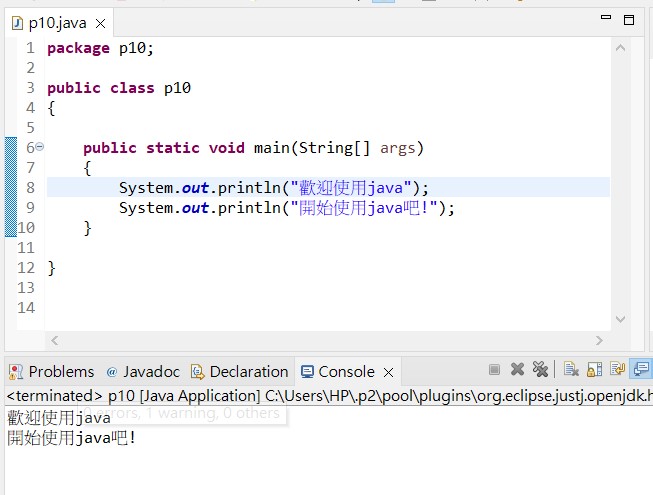 p10.java
1 package p10;
2
3 public class p10
4 {
5
6 public static void main(String[] args)
7 {
8 System.out.println("歡迎使用java");
9 System.out.println("開始使用java吧!");
10 }
11
12 }
13
14
Problems @ Javadoc Declaration Console
<terminated> p10 [Java Application] C:\Users\HP\.p2\pool\plugins\org.eclipse.justj.openjdk.h
0 errors, 1 warning, 0 others
歡迎使用java
開始使用java吧!